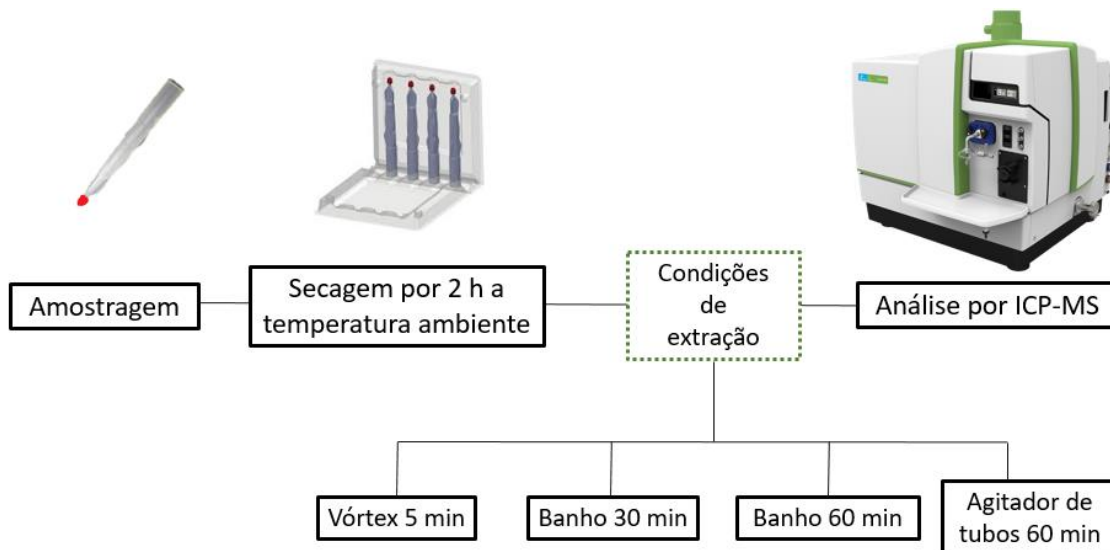 Amostragem
Secagem por 2 h a
temperatura ambiente
Condições
de
extração
Análise por ICP-MS
Vórtex 5 min
Banho 30 min
Banho 60 min
Agitador de
tubos 60 min